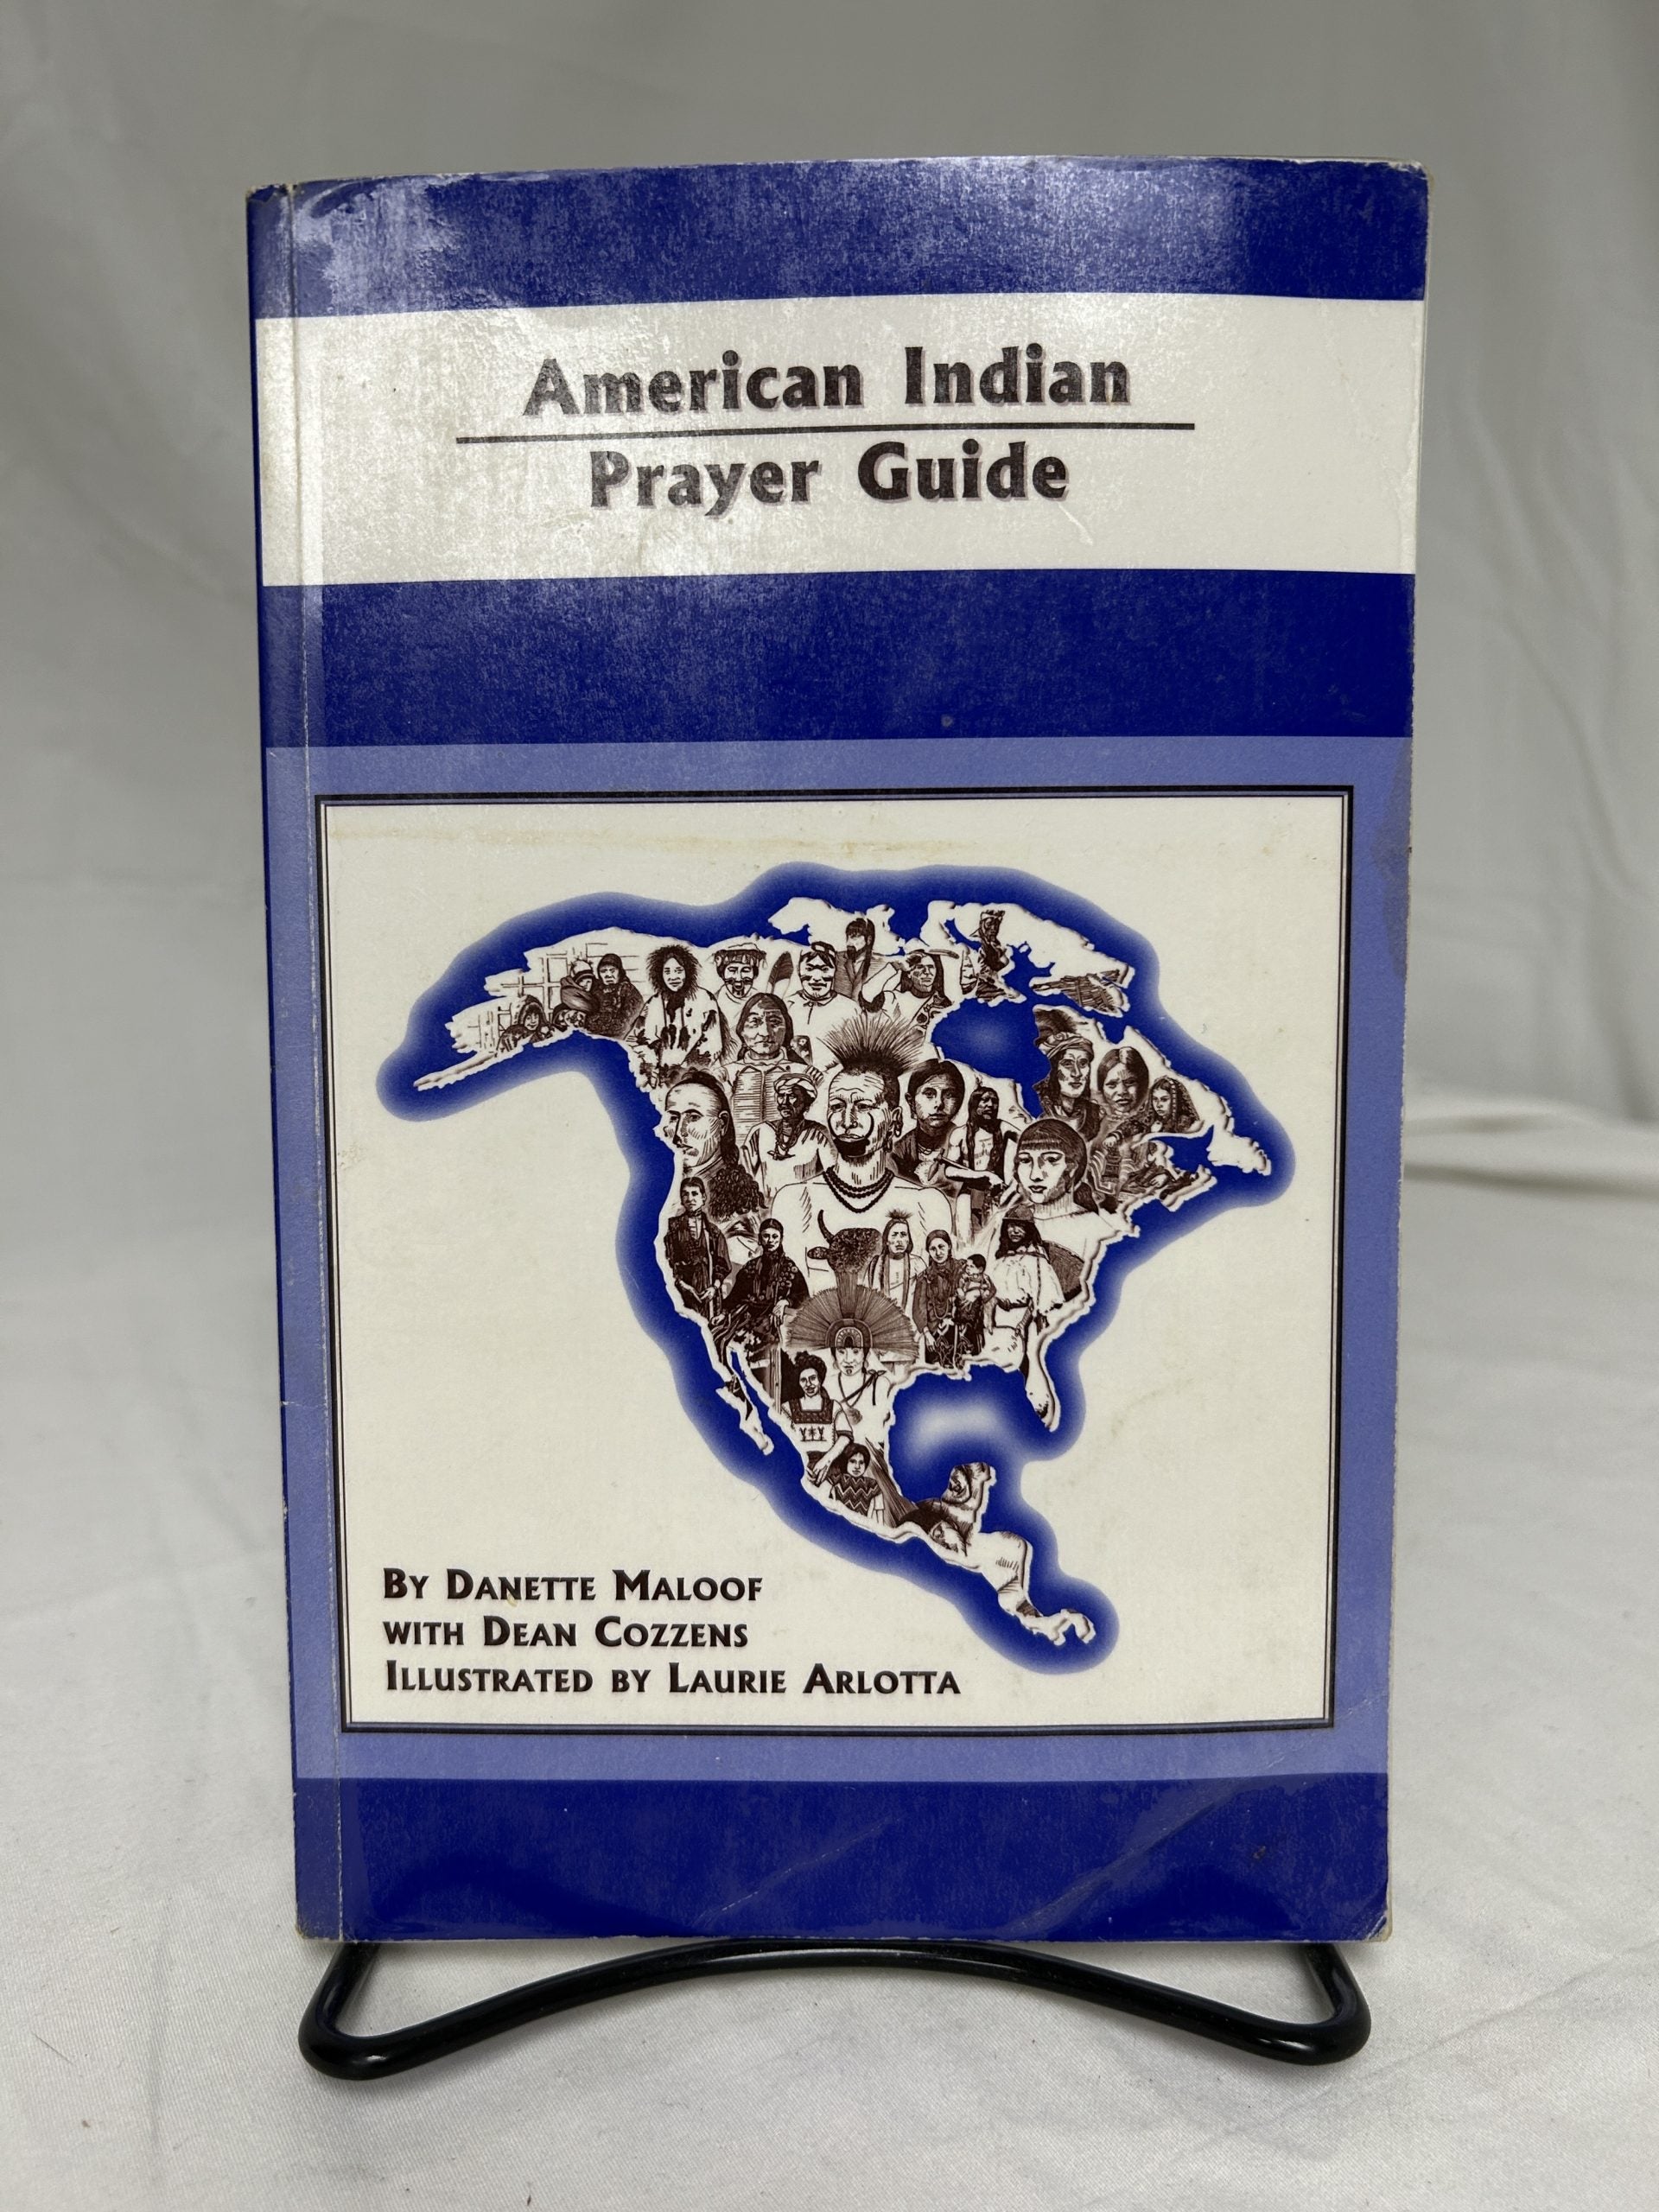 American Indian
Prayer Guide
By Danette Maloof
with Dean Cozzens
Illustrated by Laurie Arlotta